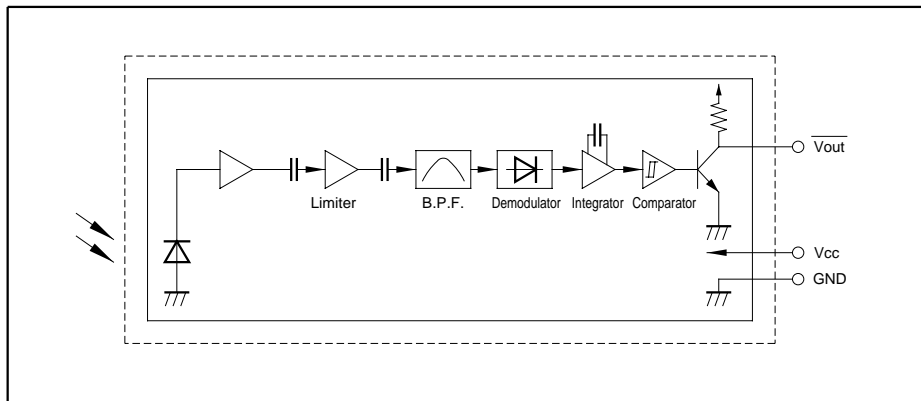 Vout
Limiter
B.P.F.
Demodulator
Integrator
Comparator
Vcc
GND